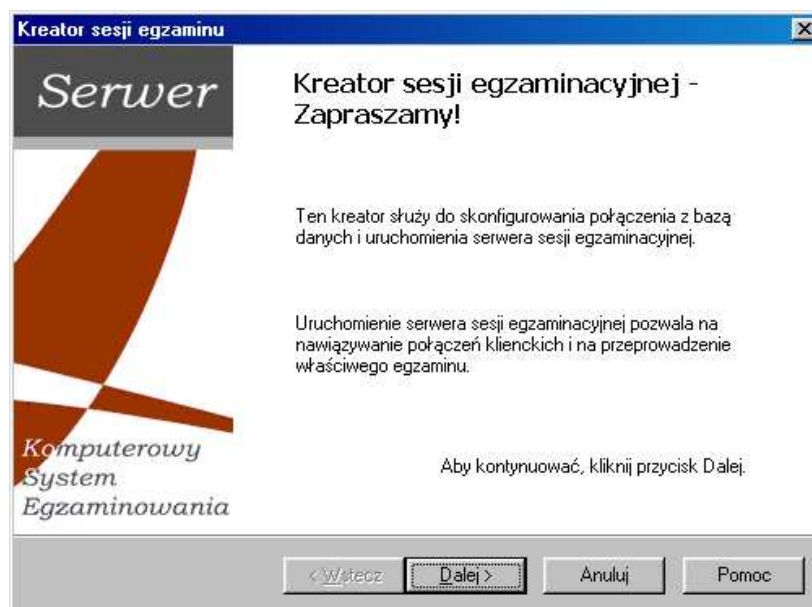 Kreator sesji egzaminu
Serwer
Kreator sesji egzaminacyjnej -
Zapraszamy!
Ten kreator służy do skonfigurowania połączenia z bazą
danych i uruchomienia serwera sesji egzaminacyjnej.
Uruchomienie serwera sesji egzaminacyjnej pozwala na
nawiązywanie połączeń klienckich i na przeprowadzenie
właściwego egzaminu.
Komputerowy
System
Egzaminowania
Aby kontynuować, kliknij przycisk Dalej.
< Wstecz
Dalej >
Anuluj
Pomoc